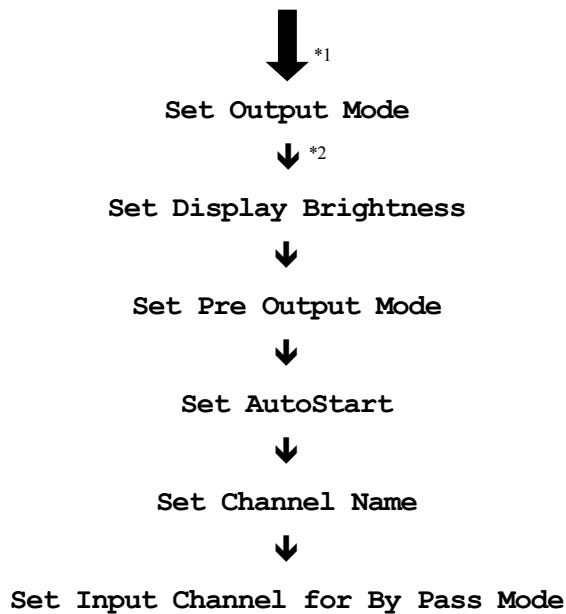 *1
Set Output Mode
*2
Set Display Brightness
Set Pre Output Mode
Set AutoStart
Set Channel Name
Set Input Channel for By Pass Mode